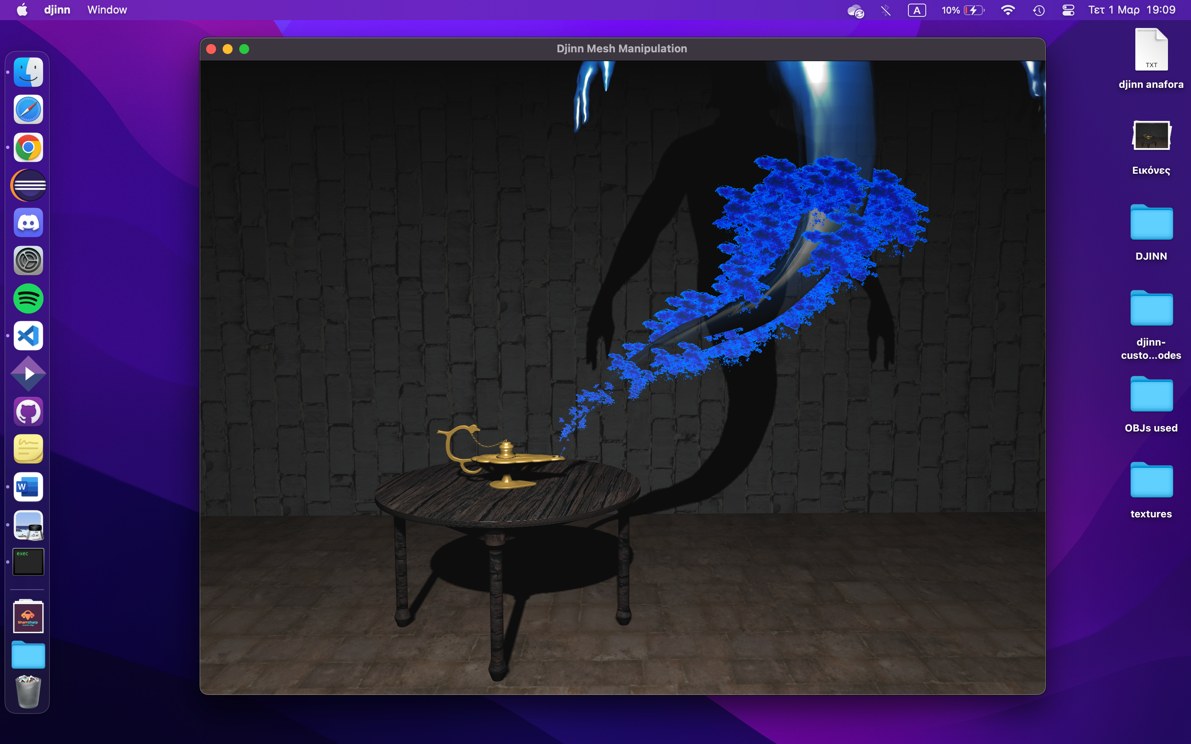 djinn Window A 10% Τετ 1 Μαρ 19:09
Djinn Mesh Manipulation
TXT
djinn anafora
Εικόνες
DJINN
djinn-
custo...odes
OBJs used
textures
W
exec